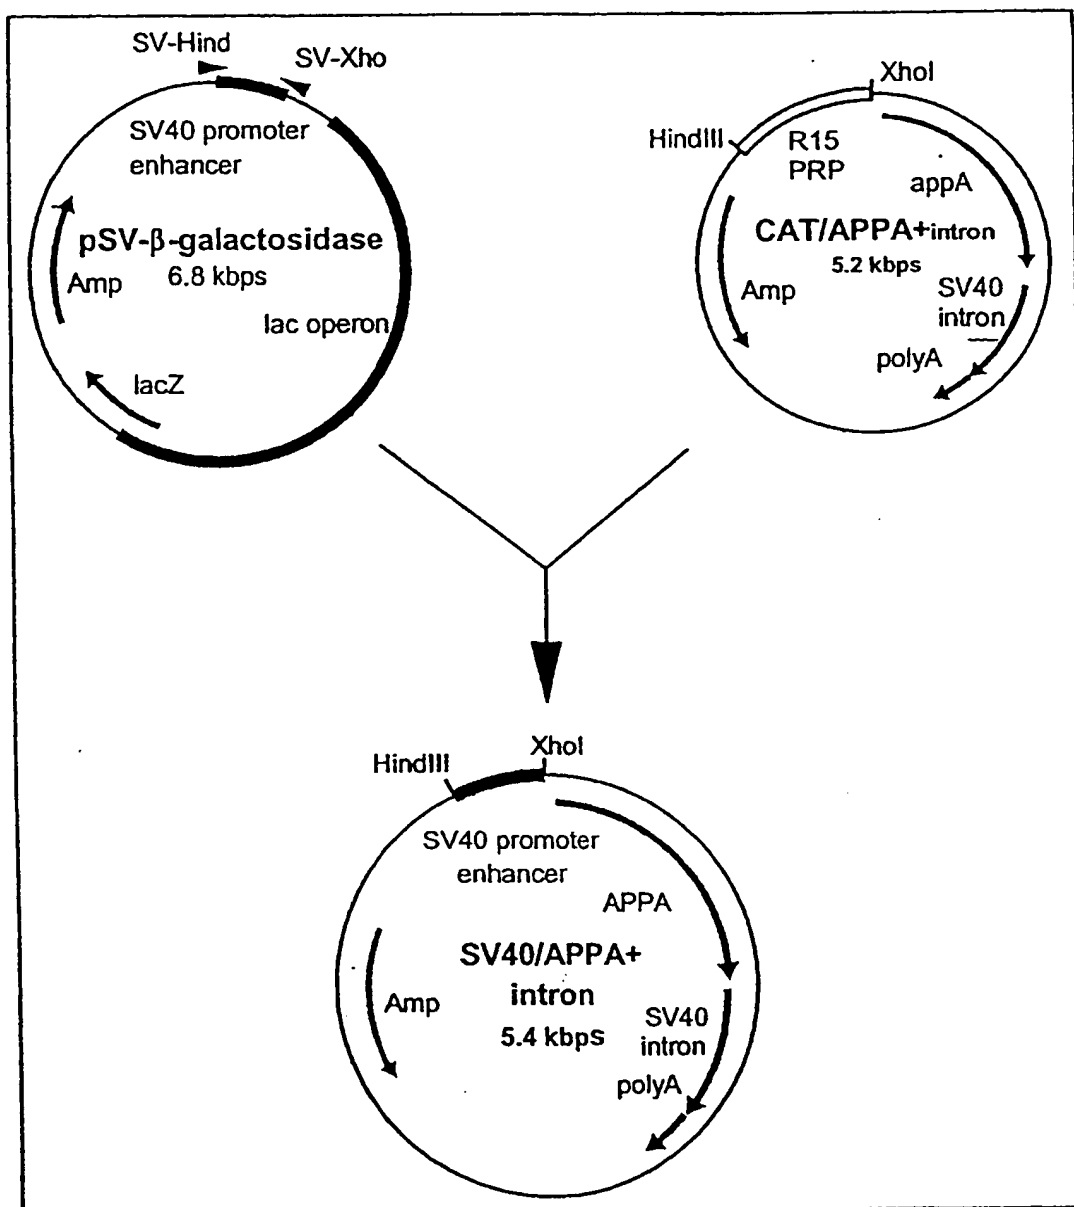 SV-Hind
SV-Xho
SV40 promoter
enhancer
pSV-β-galactosidase
6.8 kbps
Amp
lac operon
lacZ
XhoI
HindIII
R15
PRP
appA
CAT/APPA+intron
5.2 kbps
Amp
SV40
intron
polyA
XhoI
HindIII
SV40 promoter
enhancer
APPA
SV40/APPA+
intron
5.4 kbps
Amp
SV40
intron
polyA